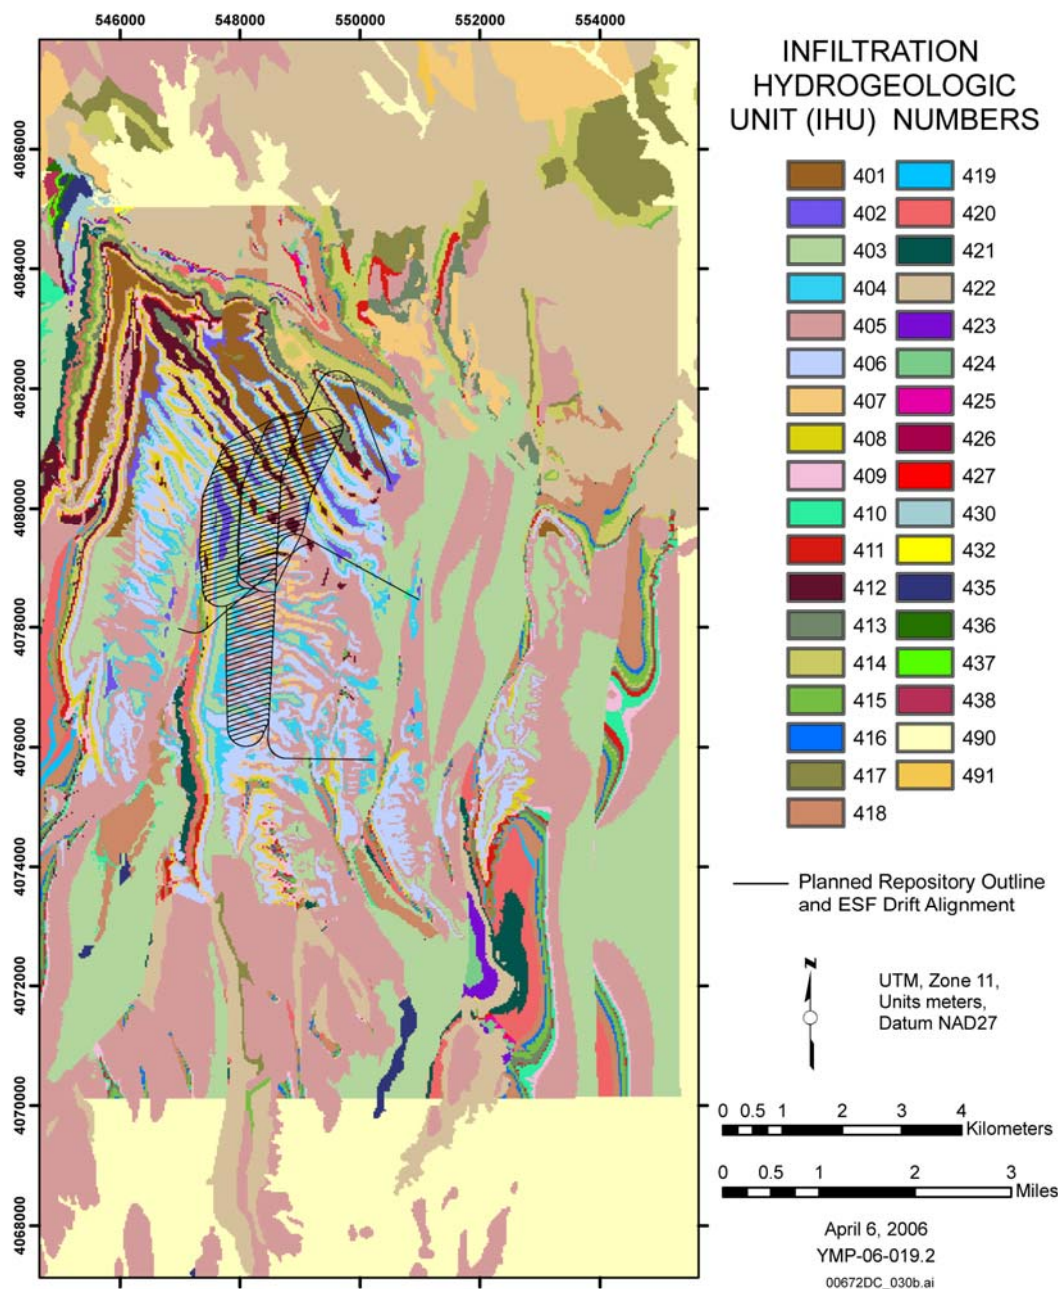 546000 548000 550000 552000 554000
4086000
4084000
4082000
4080000
4078000
4076000
4074000
4072000
4070000
4068000
INFILTRATION
HYDROGEOLOGIC
UNIT (IHU) NUMBERS
401 419
402 420
403 421
404 422
405 423
406 424
407 425
408 426
409 427
410 430
411 432
412 435
413 436
414 437
415 438
416 490
417 491
418
Planned Repository Outline
and ESF Drift Alignment
N
UTM, Zone 11,
Units meters,
Datum NAD27
0 0.5 1 2 3 4
Kilometers
0 0.5 1 2 3
Miles
April 6, 2006
YMP-06-019.2
00672DC_030b.ai